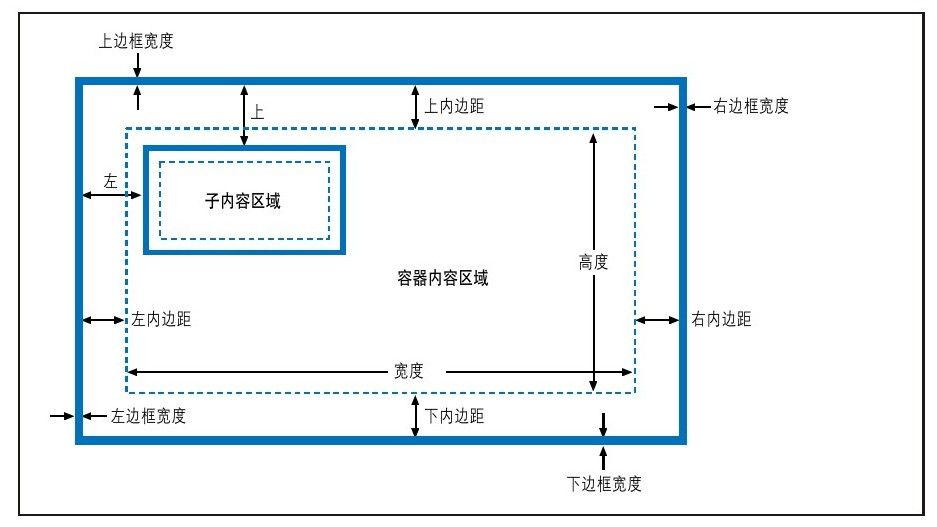 上边框宽度
上
上内边距
右边框宽度
左
子内容区域
高度
容器内容区域
左内边距
右内边距
宽度
左边框宽度
下内边距
下边框宽度